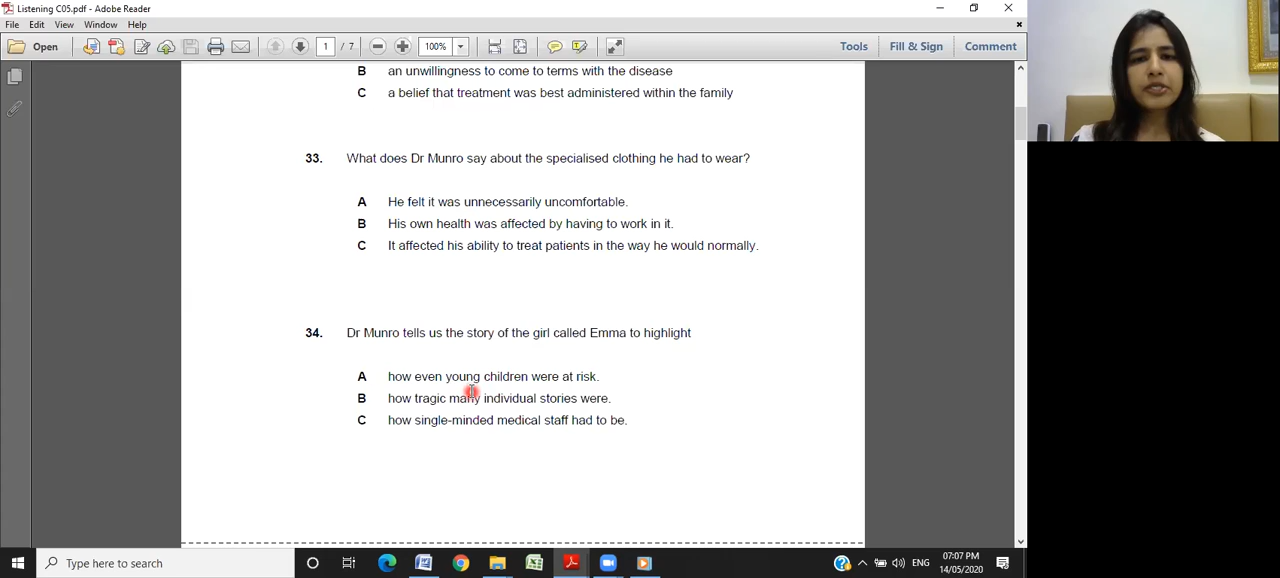 Listening C05.pdf - Adobe Reader
File Edit View Window Help
Open 1 / 7 100% Tools Fill & Sign Comment
B an unwillingness to come to terms with the disease
C a belief that treatment was best administered within the family
33. What does Dr Munro say about the specialised clothing he had to wear?
A He felt it was unnecessarily uncomfortable.
B His own health was affected by having to work in it.
C It affected his ability to treat patients in the way he would normally.
34. Dr Munro tells us the story of the girl called Emma to highlight
A how even young children were at risk.
B how tragic many individual stories were.
C how single-minded medical staff had to be.
Type here to search
ENG
07:07 PM
14/05/2020